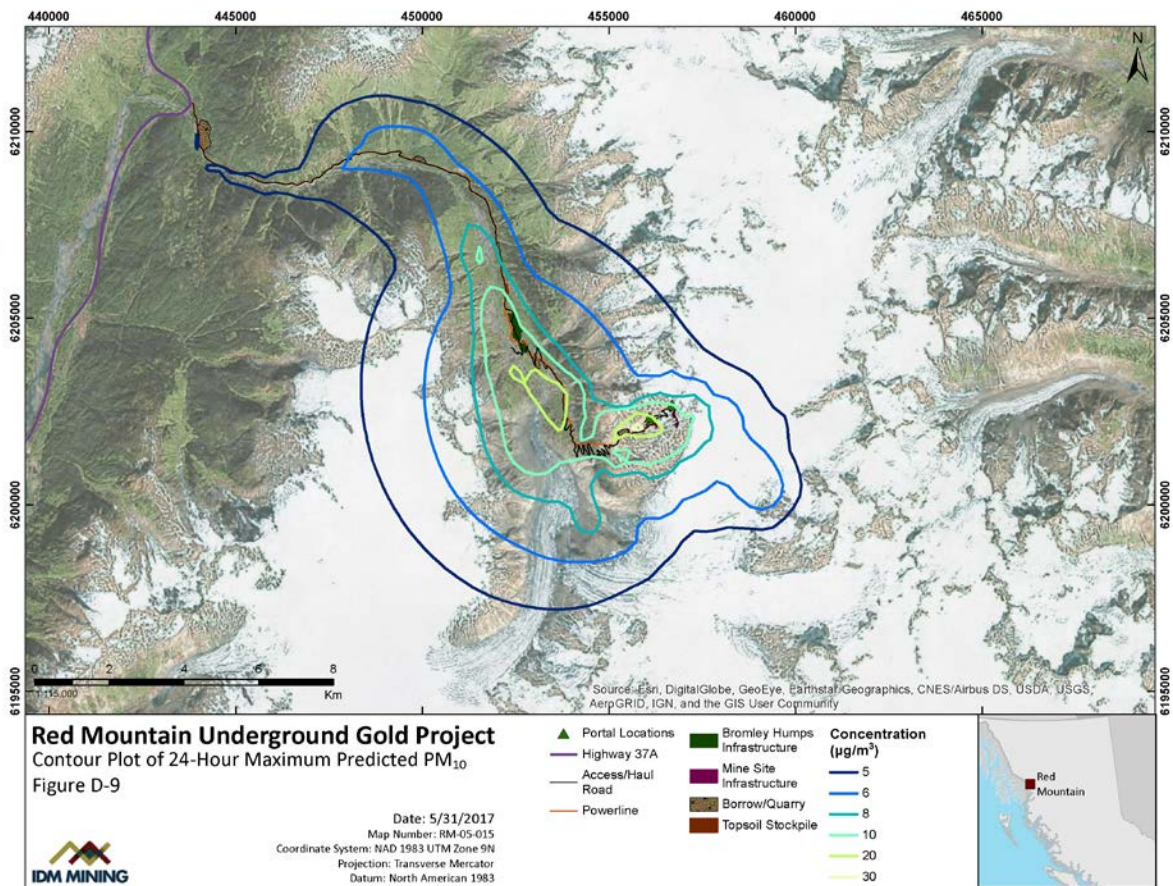 440000 445000 450000 455000 460000 465000
N
6210000 6210000
6205000 6205000
6200000 6200000
6195000 6195000
0 2 4 6 8
Km
1:115,000
Source: Esri, DigitalGlobe, GeoEye, Earthstar Geographics, CNES/Airbus DS, USDA, USGS,
AeroGRID, IGN, and the GIS User Community
Red Mountain Underground Gold Project
Contour Plot of 24-Hour Maximum Predicted PM₁₀
Figure D-9
Date: 5/31/2017
Map Number: RM-05-015
Coordinate System: NAD 1983 UTM Zone 9N
Projection: Transverse Mercator
Datum: North American 1983
IDM MINING
Portal Locations
Highway 37A
Access/Haul
Road
Powerline
Bromley Humps
Infrastructure
Mine Site
Infrastructure
Borrow/Quarry
Topsoil Stockpile
Concentration
(µg/m³)
5
6
8
10
20
30
Red
Mountain